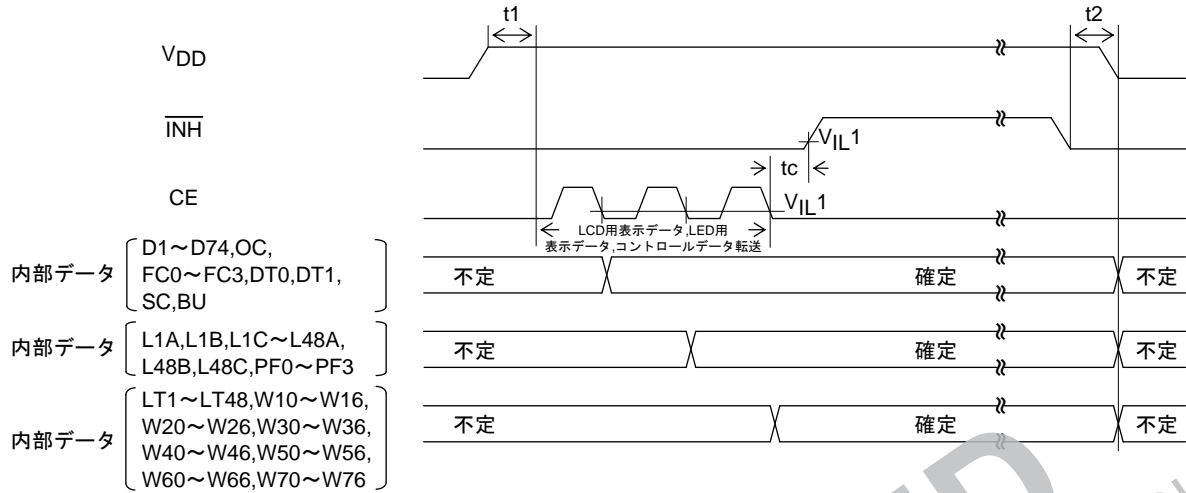 t1
t2
VDD
INH
VIL1
tc
CE
VIL1
LCD用表示データ,LED用
表示データ,コントロールデータ転送
内部データ
D1～D74,OC,
FC0～FC3,DT0,DT1,
SC,BU
不定
確定
不定
内部データ
L1A,L1B,L1C～L48A,
L48B,L48C,PF0～PF3
不定
確定
不定
内部データ
LT1～LT48,W10～W16,
W20～W26,W30～W36,
W40～W46,W50～W56,
W60～W66,W70～W76
不定
確定
不定